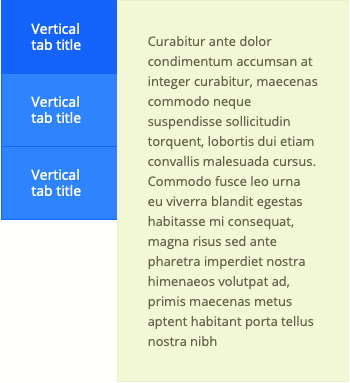 Vertical
tab title
Vertical
tab title
Vertical
tab title
Curabitur ante dolor
condimentum accumsan at
integer curabitur, maecenas
commodo neque
suspendisse sollicitudin
torquent, lobortis dui etiam
convallis malesuada cursus.
Commodo fusce leo urna
eu viverra blandit egestas
habitasse mi consequat,
magna risus sed ante
pharetra imperdiet nostra
himenaeos volutpat ad,
primis maecenas metus
aptent habitant porta tellus
nostra nibh